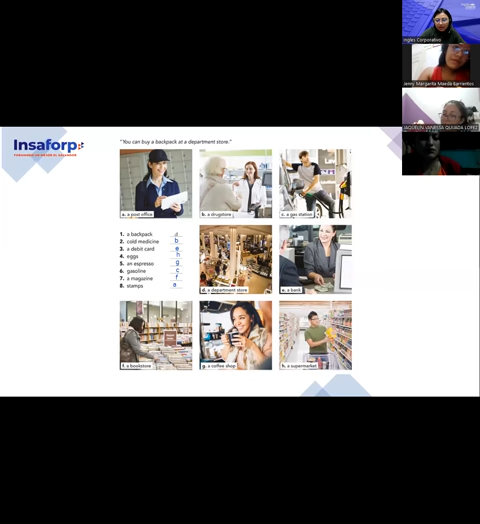 Ingles Corporativo
Jenny Margarita Maeda Barrientos
JAQUELIN VANESSA QUIJADA LOPEZ
Insaforp
"You can buy a backpack at a department store."
a. a post office
b. a drugstore
c. a gas station
1. a backpack d
2. cold medicine b
3. a debit card e
4. eggs h
5. an espresso g
6. gasoline c
7. a magazine f
8. stamps a
d. a department store
e. a bank
f. a bookstore
g. a coffee shop
h. a supermarket